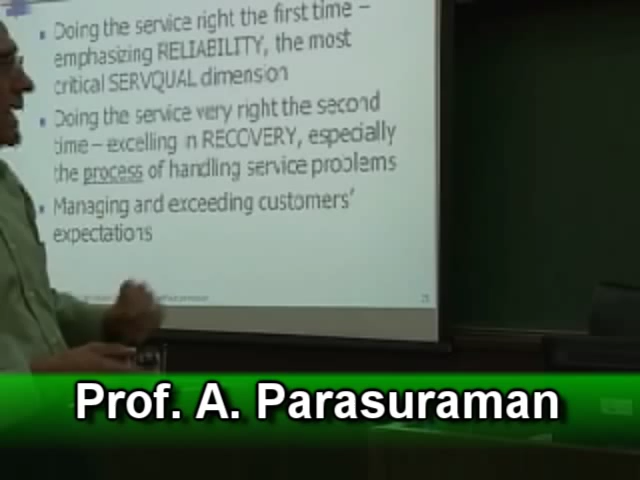 Doing the service right the first time –
emphasizing RELIABILITY, the most
critical SERVQUAL dimension
Doing the service very right the second
time – excelling in RECOVERY, especially
the process of handling service problems
Managing and exceeding customers'
expectations
Prof. A. Parasuraman